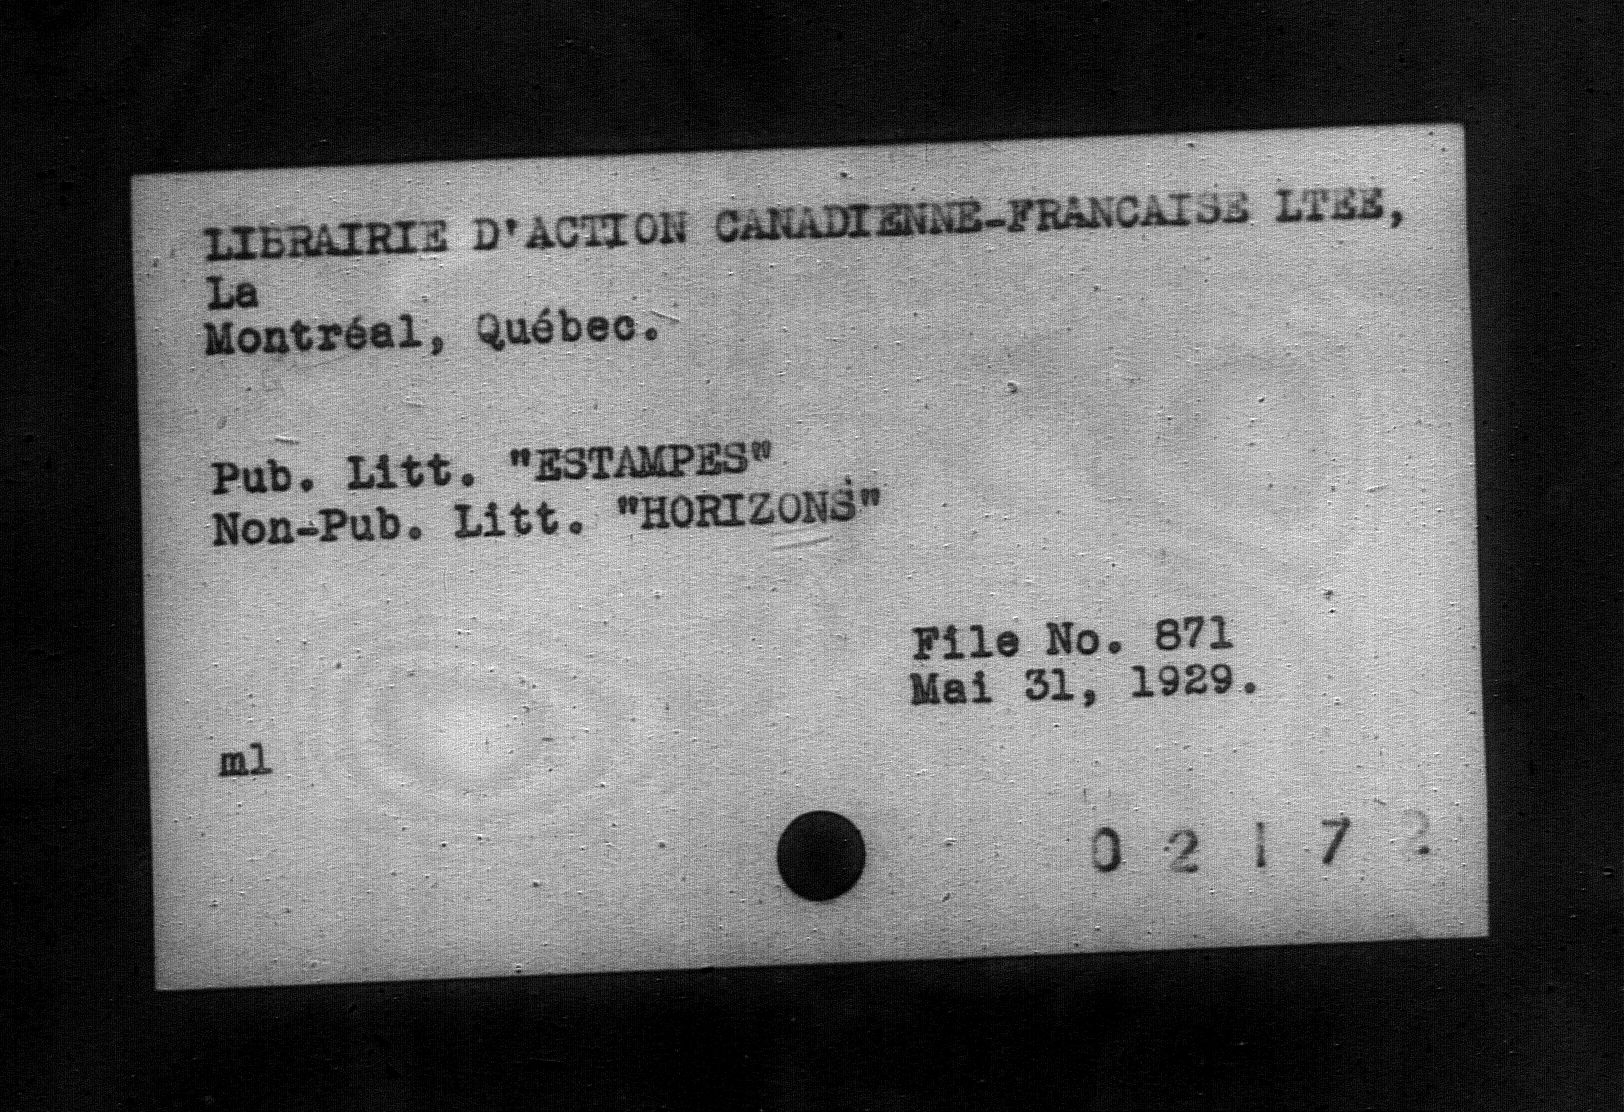 LIBRAIRIE D'ACTION CANADIENNE-FRANCAISE LTEE,
La
Montréal, Québec.
Pub. Litt. "ESTAMPES"
Non-Pub. Litt. "HORIZONS"
File No. 871
Mai 31, 1929.
ml
0 2 1 7